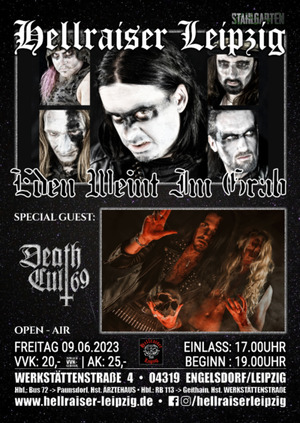 STAHLGARTEN
Hellraiser Leipzig
Eden Weint Im Grab
SPECIAL GUEST:
Death
Cult 69
OPEN - AIR
FREITAG 09.06.2023
EINLASS: 17.00UHR
VVK: 20,- | AK: 25,-
BEGINN : 19.00UHR
WERKSTÄTTENSTRAẞE 4 • 04319 ENGELSDORF/LEIPZIG
Hbf.: Bus 72 -> Paunsdorf, Hst. ÄRZTEHAUS • Hbf.: RB 113 -> Geithain, Hst. WERKSTÄTTENSTR.
www.hellraiser-leipzig.de • /hellraiserleipzig